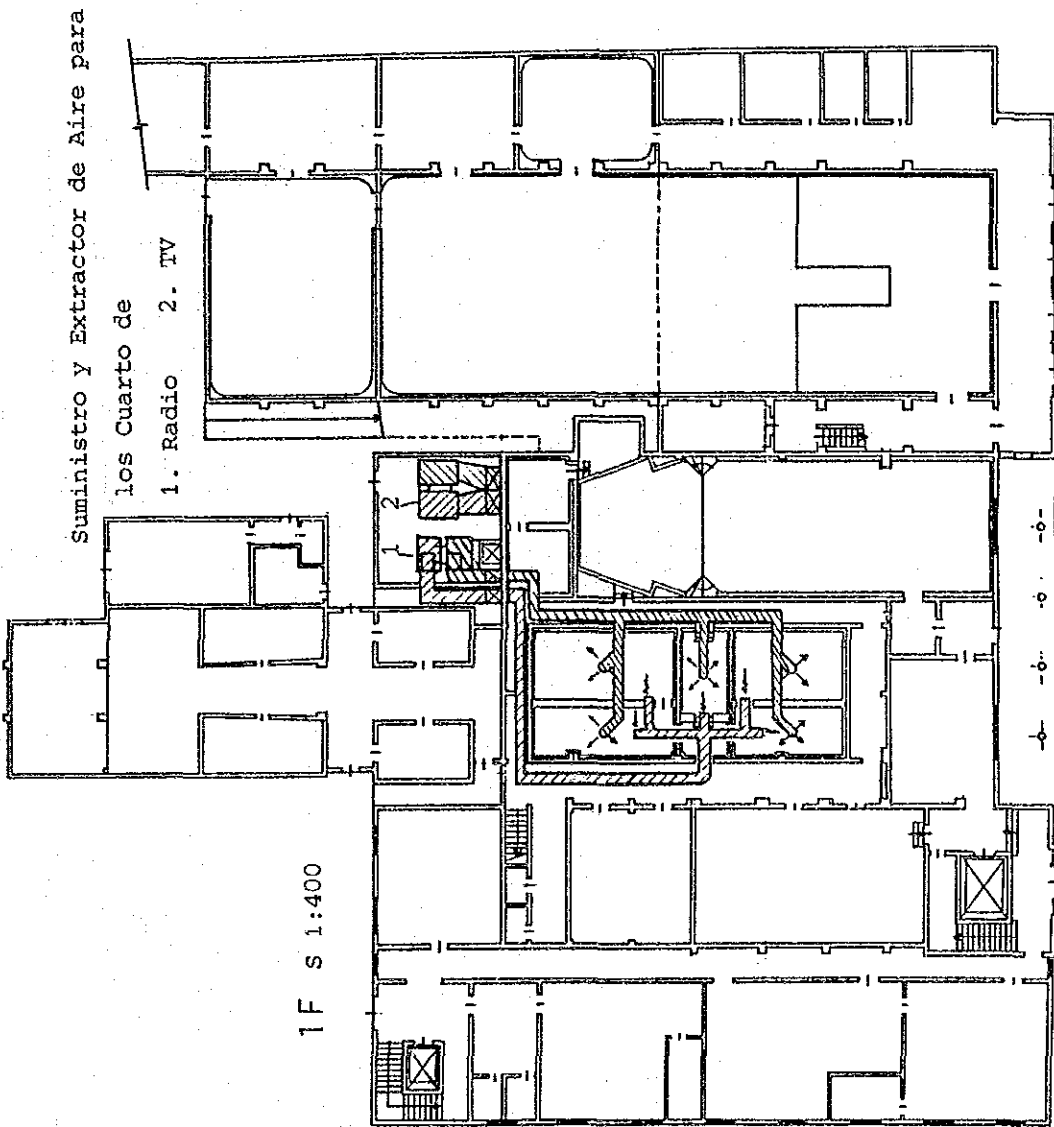 Suministro y Extractor de Aire para
los Cuarto de
1. Radio 2. TV
1
2
1F s 1:400